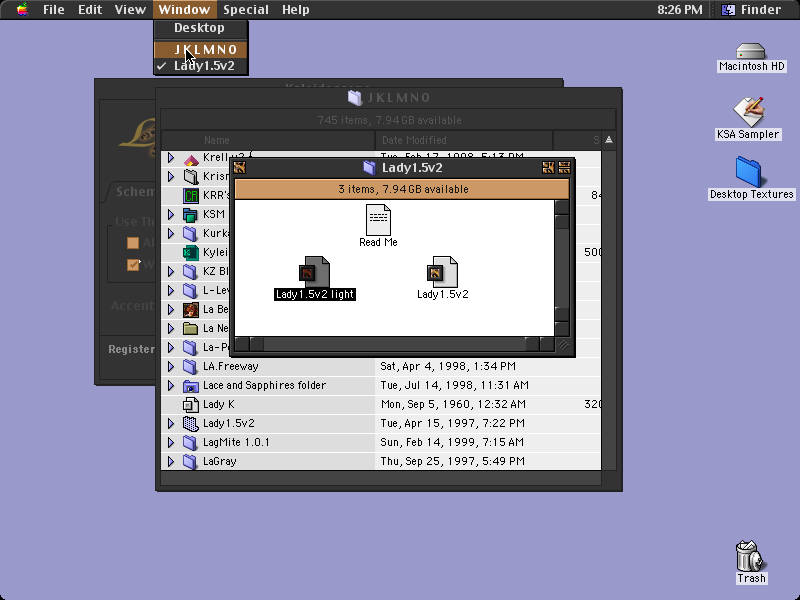 File Edit View Window Special Help 8:26 PM Finder
Desktop
JKLMNO
✓ Lady1.5v2
Macintosh HD
KSA Sampler
Desktop Textures
Trash
JKLMNO
745 items, 7.94 GB available
Name Date Modified S
Krell v2 f Tue, Feb 17, 1998, 5:13 PM
Krisn
KRR's 84
KSM
Kurka
Kylei 500
KZ Bl
L-Lev
La Be
La Ne
La-P
LA.Freeway Sat, Apr 4, 1998, 1:34 PM
Lace and Sapphires folder Tue, Jul 14, 1998, 11:31 AM
Lady K Mon, Sep 5, 1960, 12:32 AM 320
Lady1.5v2 Tue, Apr 15, 1997, 7:22 PM
LagMite 1.0.1 Sun, Feb 14, 1999, 7:15 AM
LaGray Thu, Sep 25, 1997, 5:49 PM
Lady1.5v2
3 items, 7.94 GB available
Read Me
Lady1.5v2 light
Lady1.5v2
Schem
Use Th
Accent
Register